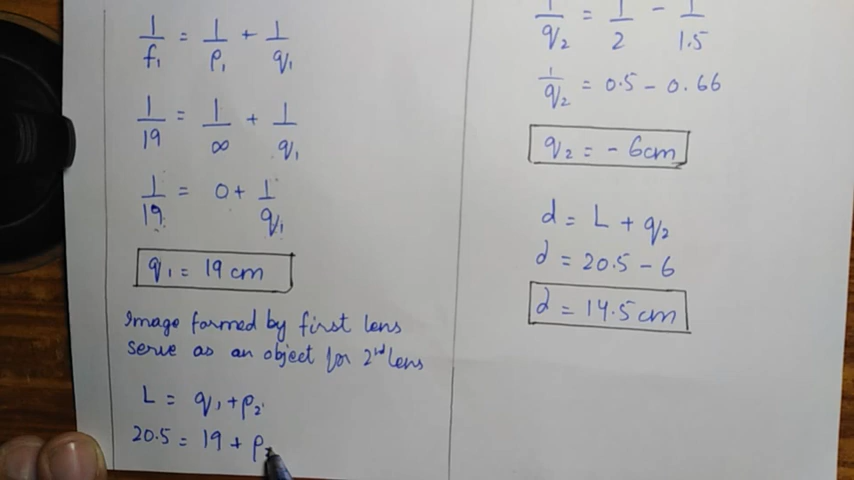 1/f₁ = 1/p₁ + 1/q₁
1/19 = 1/∞ + 1/q₁
1/19 = 0 + 1/q₁
q₁ = 19 cm
Image formed by first lens
serve as an object for 2nd lens
L = q₁ + p₂
20.5 = 19 + p₂
1/q₂ = 1/2 - 1/1.5
1/q₂ = 0.5 - 0.66
q₂ = - 6cm
d = L + q₂
d = 20.5 - 6
d = 14.5 cm